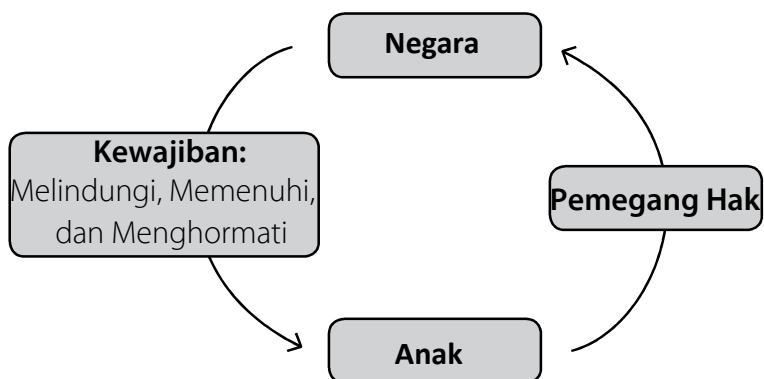 Negara
Kewajiban:
Melindungi, Memenuhi,
dan Menghormati
Pemegang Hak
Anak